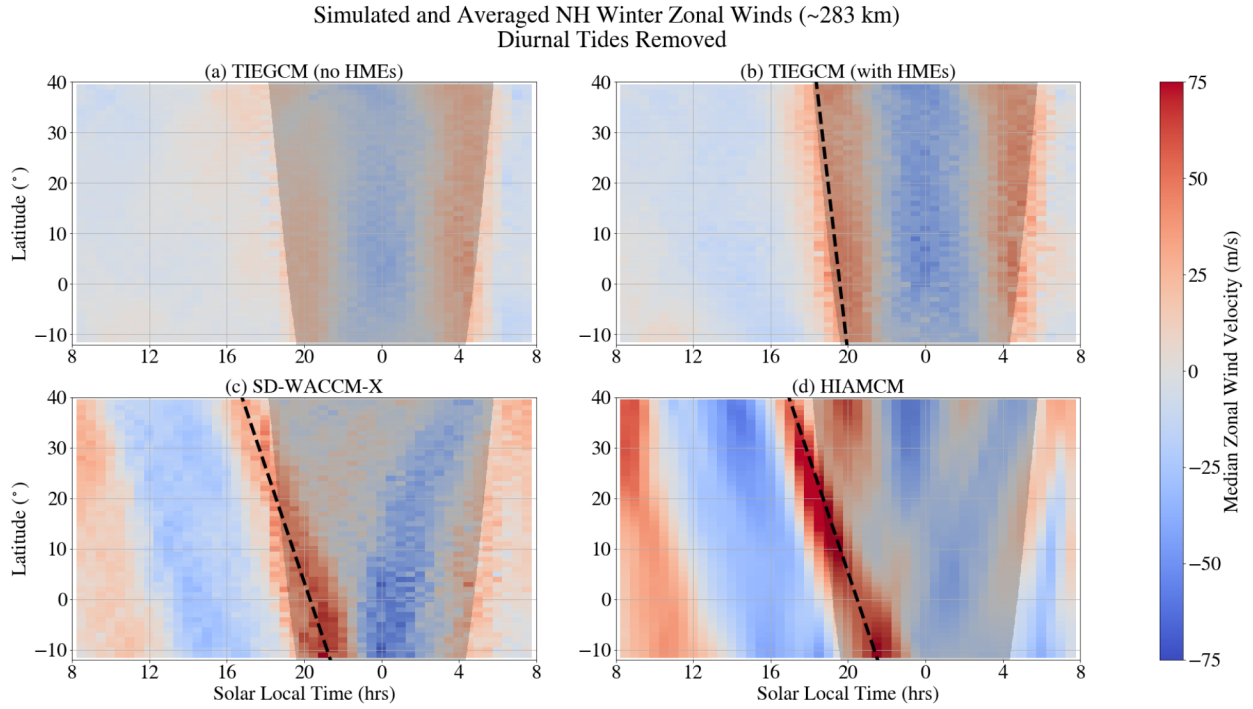 Simulated and Averaged NH Winter Zonal Winds (~283 km)
Diurnal Tides Removed
(a) TIEGCM (no HMEs)
40
30
20
10
0
−10
Latitude (°)
8 12 16 20 0 4 8
(b) TIEGCM (with HMEs)
40
30
20
10
0
−10
8 12 16 20 0 4 8
(c) SD-WACCM-X
40
30
20
10
0
−10
Latitude (°)
8 12 16 20 0 4 8
Solar Local Time (hrs)
(d) HIAMCM
40
30
20
10
0
−10
8 12 16 20 0 4 8
Solar Local Time (hrs)
75
50
25
0
−25
−50
−75
Median Zonal Wind Velocity (m/s)